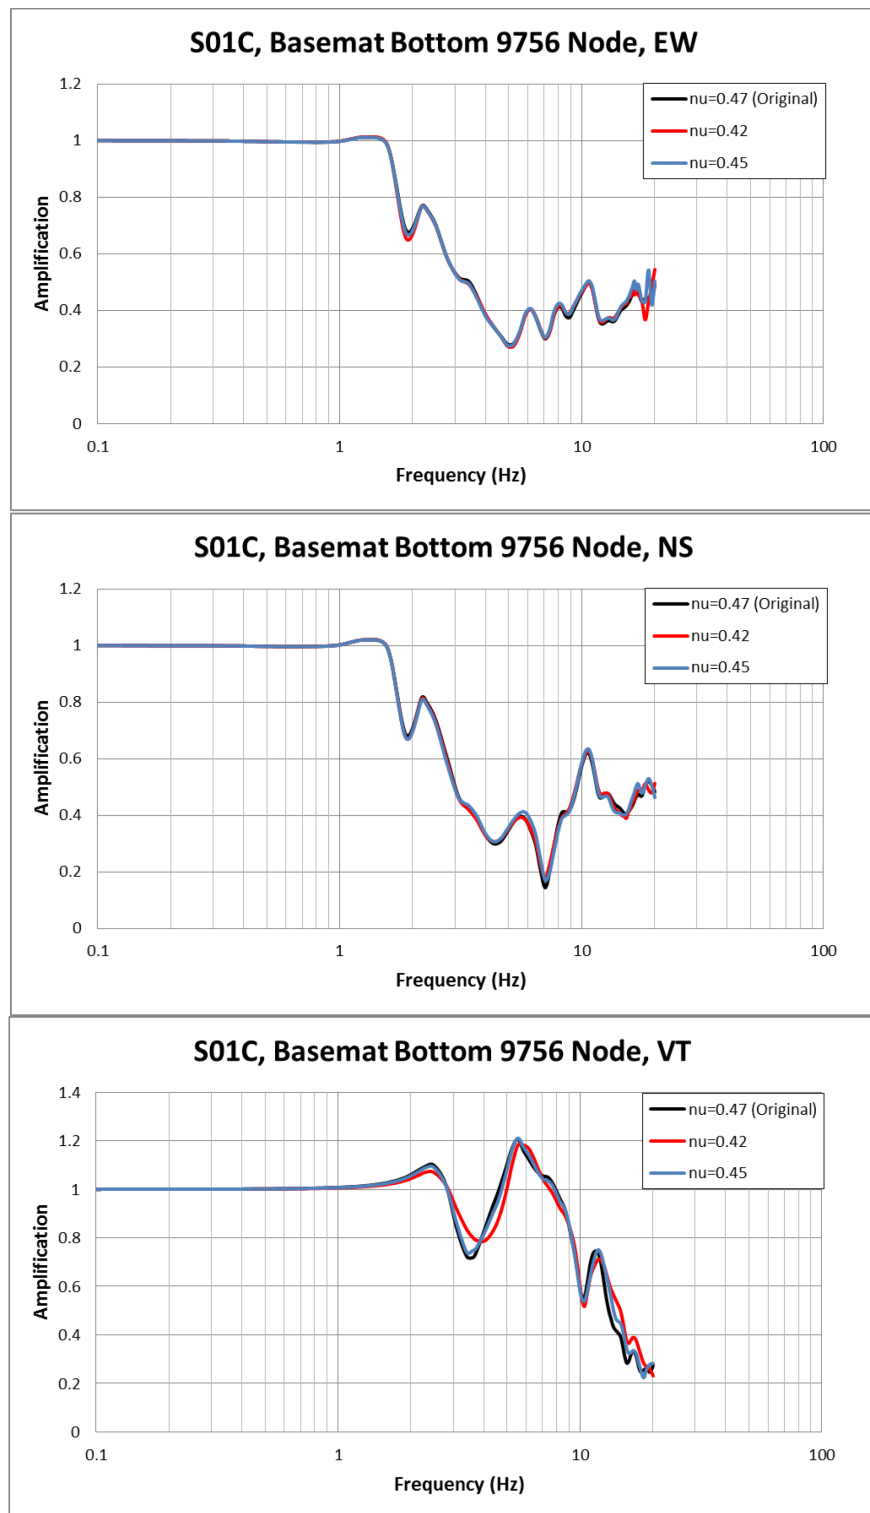 S01C, Basemat Bottom 9756 Node, EW
1.2
nu=0.47 (Original)
1
nu=0.42
nu=0.45
0.8
Amplification
0.6
0.4
0.2
0
0.1 1 10 100
Frequency (Hz)
S01C, Basemat Bottom 9756 Node, NS
1.2
nu=0.47 (Original)
1
nu=0.42
nu=0.45
0.8
Amplification
0.6
0.4
0.2
0
0.1 1 10 100
Frequency (Hz)
S01C, Basemat Bottom 9756 Node, VT
1.4
nu=0.47 (Original)
1.2
nu=0.42
nu=0.45
1
0.8
Amplification
0.6
0.4
0.2
0
0.1 1 10 100
Frequency (Hz)